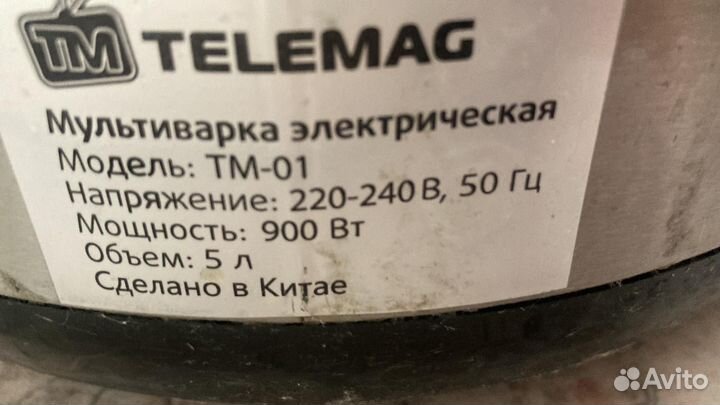 TM TELEMAG
Мультиварка электрическая
Модель: ТМ-01
Напряжение: 220-240В, 50 Гц
Мощность: 900 Вт
Объем: 5 л
Сделано в Китае
Avito